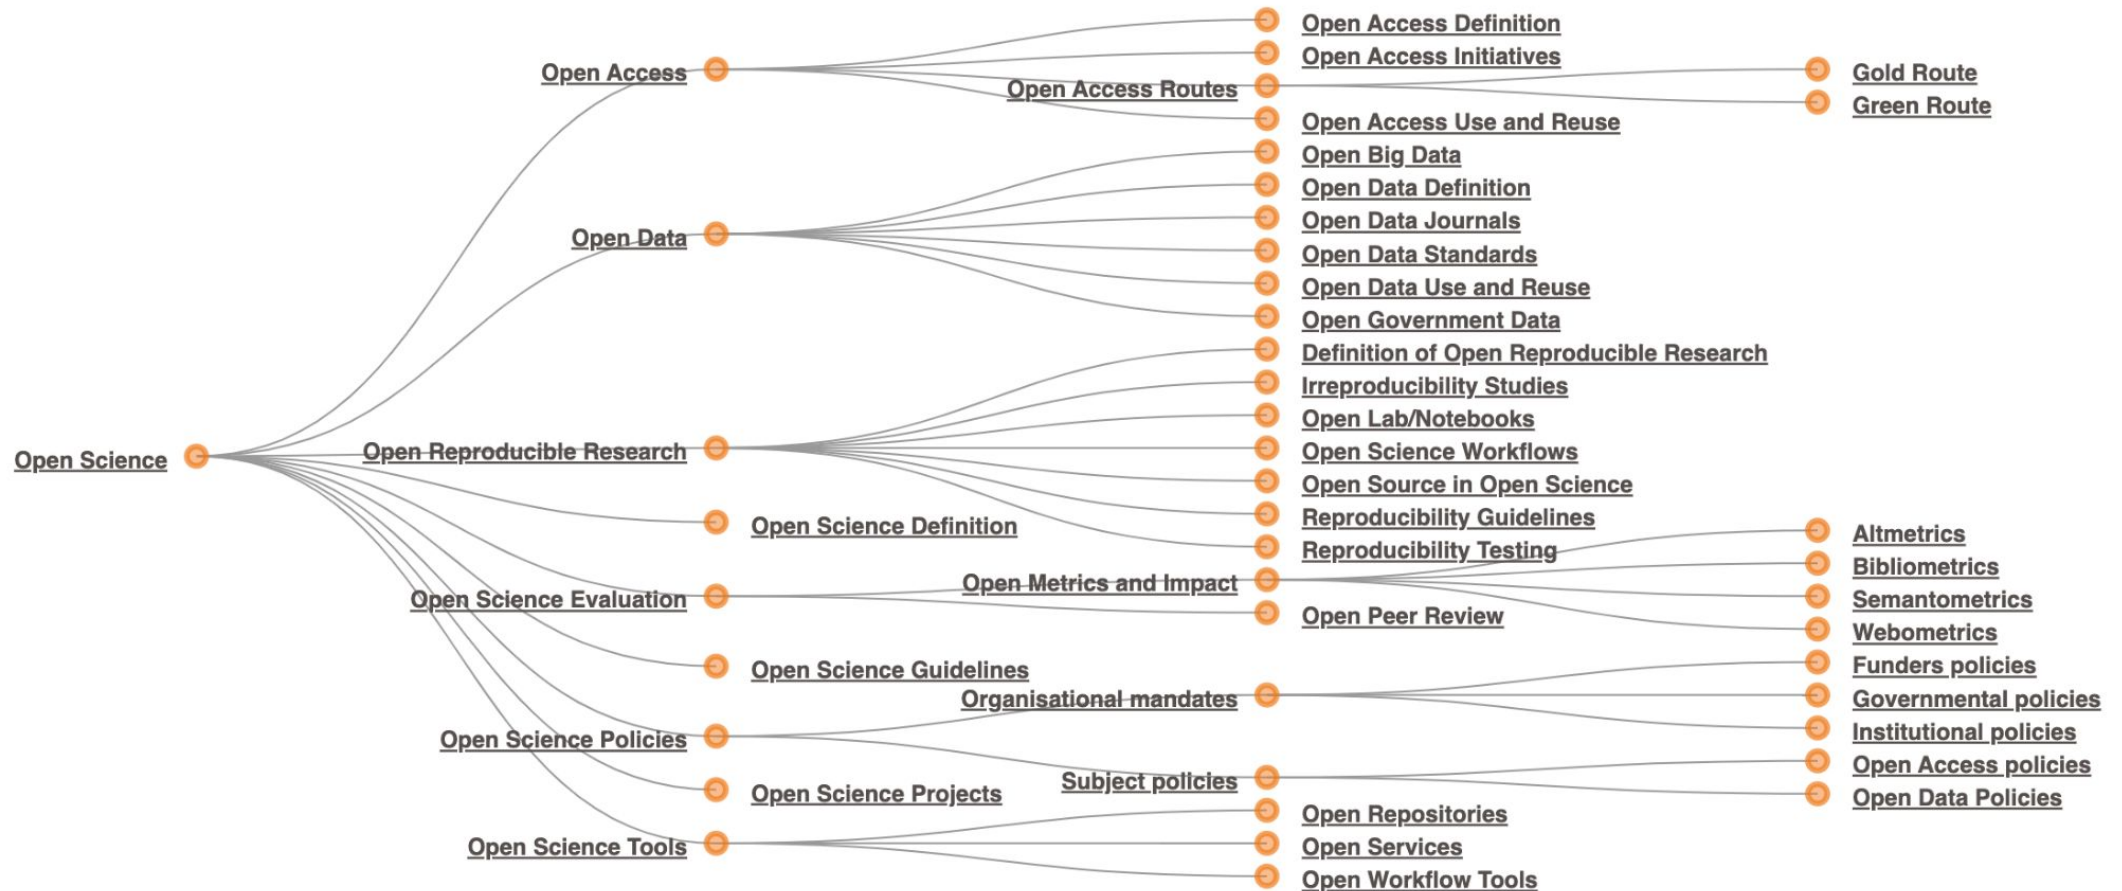 Open Science
Open Access
Open Access Definition
Open Access Initiatives
Open Access Routes
Gold Route
Green Route
Open Access Use and Reuse
Open Data
Open Big Data
Open Data Definition
Open Data Journals
Open Data Standards
Open Data Use and Reuse
Open Government Data
Open Reproducible Research
Definition of Open Reproducible Research
Irreproducibility Studies
Open Lab/Notebooks
Open Science Workflows
Open Source in Open Science
Reproducibility Guidelines
Reproducibility Testing
Open Science Definition
Open Science Evaluation
Open Metrics and Impact
Altmetrics
Bibliometrics
Semantometrics
Webometrics
Open Peer Review
Open Science Guidelines
Open Science Policies
Organisational mandates
Funders policies
Governmental policies
Institutional policies
Subject policies
Open Access policies
Open Data Policies
Open Science Projects
Open Science Tools
Open Repositories
Open Services
Open Workflow Tools